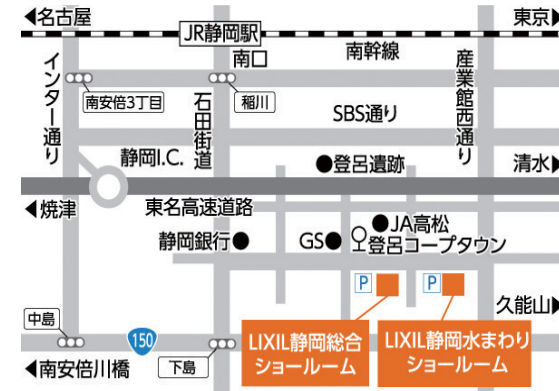 ◀名古屋
東京▶
JR静岡駅
南口
南幹線
インター通り
南安倍3丁目
石田街道
稲川
産業館西通り
SBS通り
静岡I.C.
●登呂遺跡
清水▶
◀焼津
東名高速道路
●JA高松
静岡銀行●
GS●
登呂コープタウン
P
P
久能山▶
中島
150
下島
LIXIL静岡総合
ショールーム
LIXIL静岡水まわり
ショールーム
◀南安倍川橋